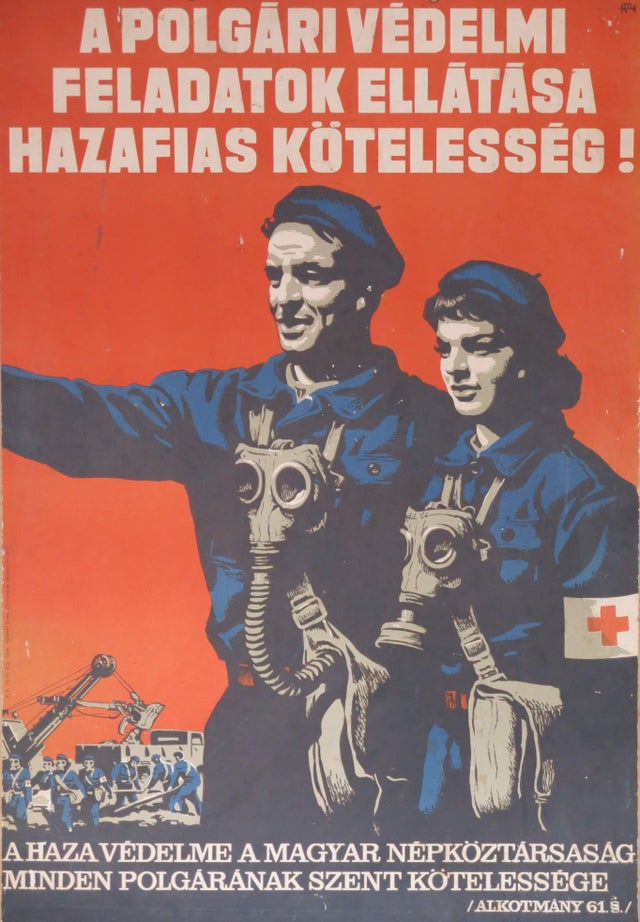 A POLGÁRI VÉDELMI
FELADATOK ELLÁTÁSA
HAZAFIAS KÖTELESSÉG !
A HAZA VÉDELME A MAGYAR NÉPKÖZTÁRSASÁG
MINDEN POLGÁRÁNAK SZENT KÖTELESSÉGE
/ALKOTMÁNY 61.§./